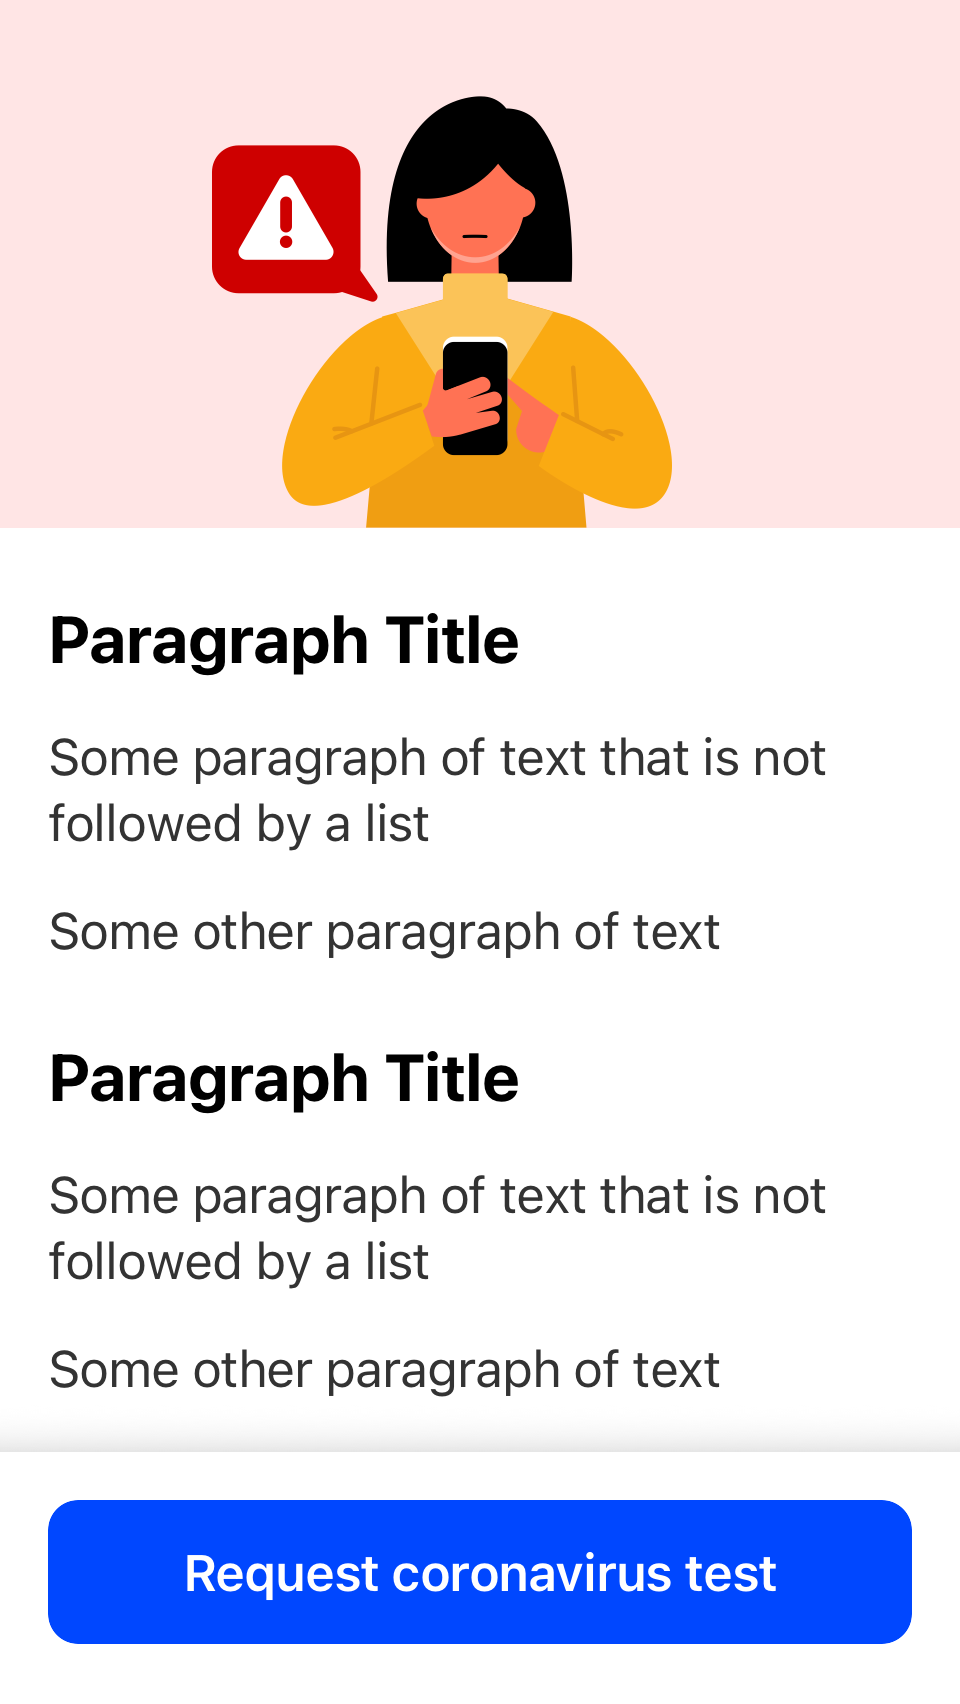 Paragraph Title
Some paragraph of text that is not
followed by a list
Some other paragraph of text
Paragraph Title
Some paragraph of text that is not
followed by a list
Some other paragraph of text
Request coronavirus test